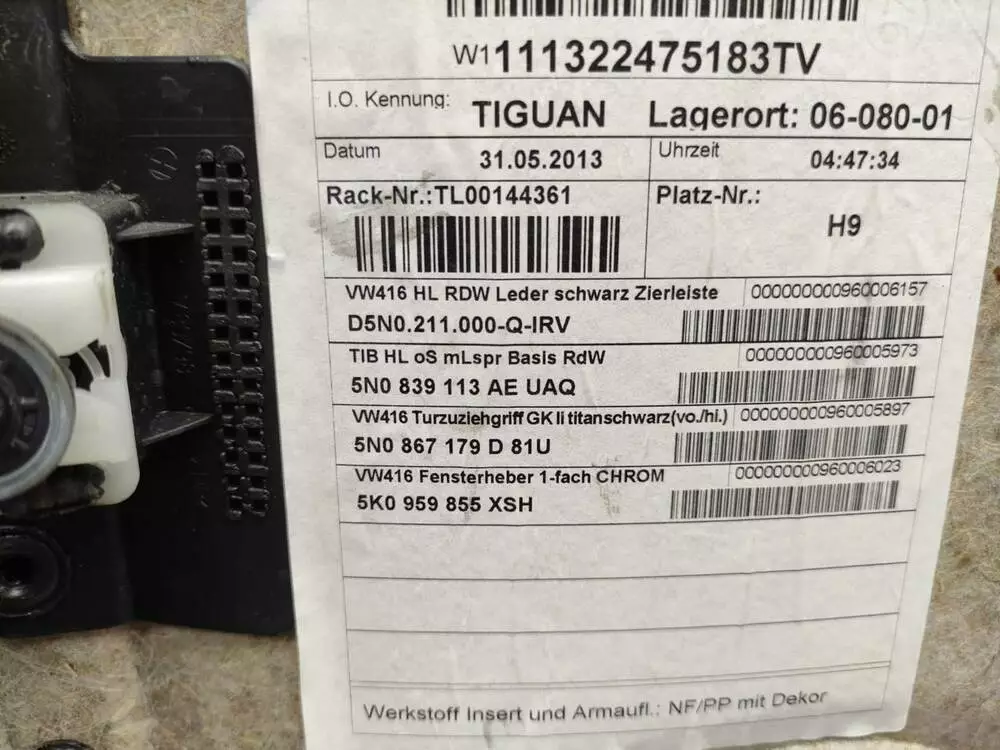 W1111322475183TV
I.O. Kennung: TIGUAN Lagerort: 06-080-01
Datum 31.05.2013 Uhrzeit 04:47:34
Rack-Nr.:TL00144361 Platz-Nr.:
H9
VW416 HL RDW Leder schwarz Zierleiste 000000000960006157
D5N0.211.000-Q-IRV
TIB HL oS mLspr Basis RdW 000000000960005973
5N0 839 113 AE UAQ
VW416 Turzuziehgriff GK li titanschwarz(vo./hi.) 000000000960005897
5N0 867 179 D 81U
VW416 Fensterheber 1-fach CHROM 000000000960006023
5K0 959 855 XSH
Werkstoff Insert und Armaufl.: NF/PP mit Dekor